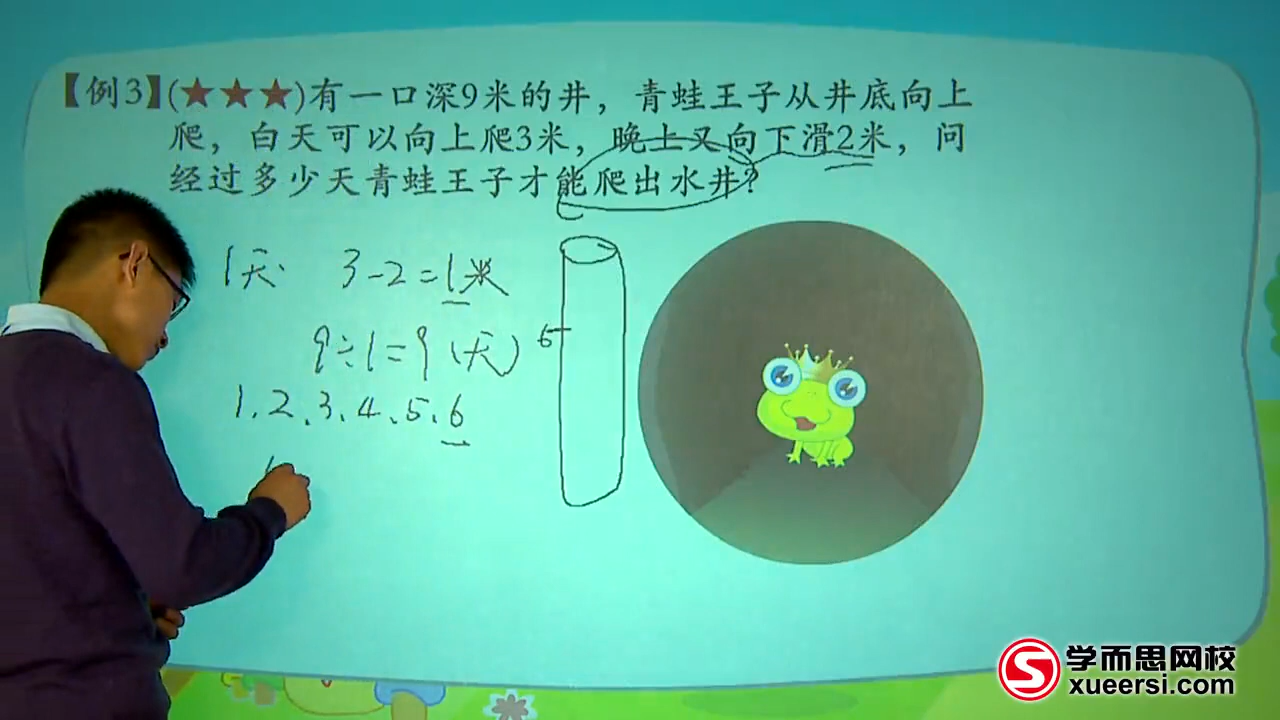 【例3】(★★★)有一口深9米的井，青蛙王子从井底向上
爬，白天可以向上爬3米，晚上又向下滑2米，问
经过多少天青蛙王子才能爬出水井？
1天. 3-2=1米
9÷1=9(天)
6
1、2、3、4、5、6
学而思网校
xueersi.com